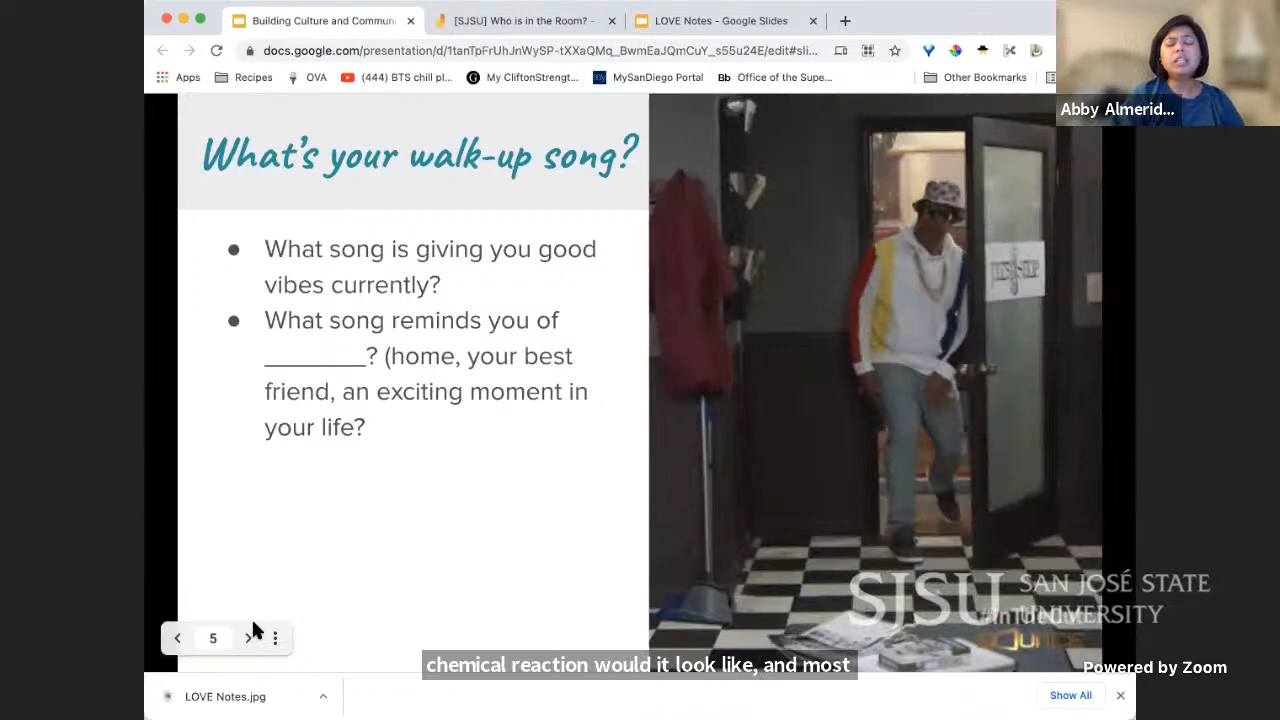 Building Culture and Commun
[SJSU] Who is in the Room? -
LOVE Notes - Google Slides
docs.google.com/presentation/d/1tanTpFrUhJnWySP-tXXaQMq_BwmEaJQmCuY_s55u24E/edit#sli...
Apps
Recipes
OVA
(444) BTS chill pl...
My CliftonStrengt...
MySanDiego Portal
Bb Office of the Supe...
Other Bookmarks
Abby Almerid...
What's your walk-up song?
● What song is giving you good
vibes currently?
● What song reminds you of
________? (home, your best
friend, an exciting moment in
your life?
5
SJSU SAN JOSÉ STATE
UNIVERSITY
bounce
chemical reaction would it look like, and most
Powered by Zoom
LOVE Notes.jpg
Show All